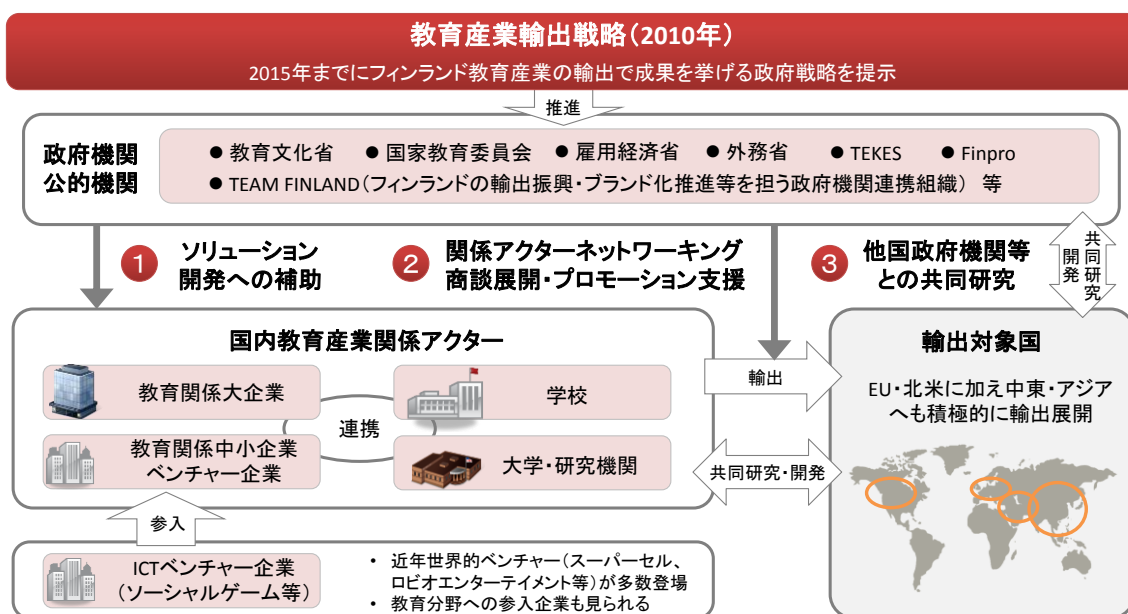 教育産業輸出戦略（2010年）
2015年までにフィンランド教育産業の輸出で成果を挙げる政府戦略を提示
推進
政府機関
公的機関
● 教育文化省 ● 国家教育委員会 ● 雇用経済省 ● 外務省 ● TEKES ● Finpro
● TEAM FINLAND（フィンランドの輸出振興・ブランド化推進等を担う政府機関連携組織） 等
1 ソリューション
開発への補助
2 関係アクターネットワーキング
商談展開・プロモーション支援
3 他国政府機関等
との共同研究
共同研究
開発
国内教育産業関係アクター
教育関係大企業
学校
連携
教育関係中小企業
ベンチャー企業
大学・研究機関
輸出
共同研究・開発
輸出対象国
EU・北米に加え中東・アジア
へも積極的に輸出展開
参入
ICTベンチャー企業
（ソーシャルゲーム等）
• 近年世界的ベンチャー（スーパーセル、
ロビオエンターテイメント等）が多数登場
• 教育分野への参入企業も見られる